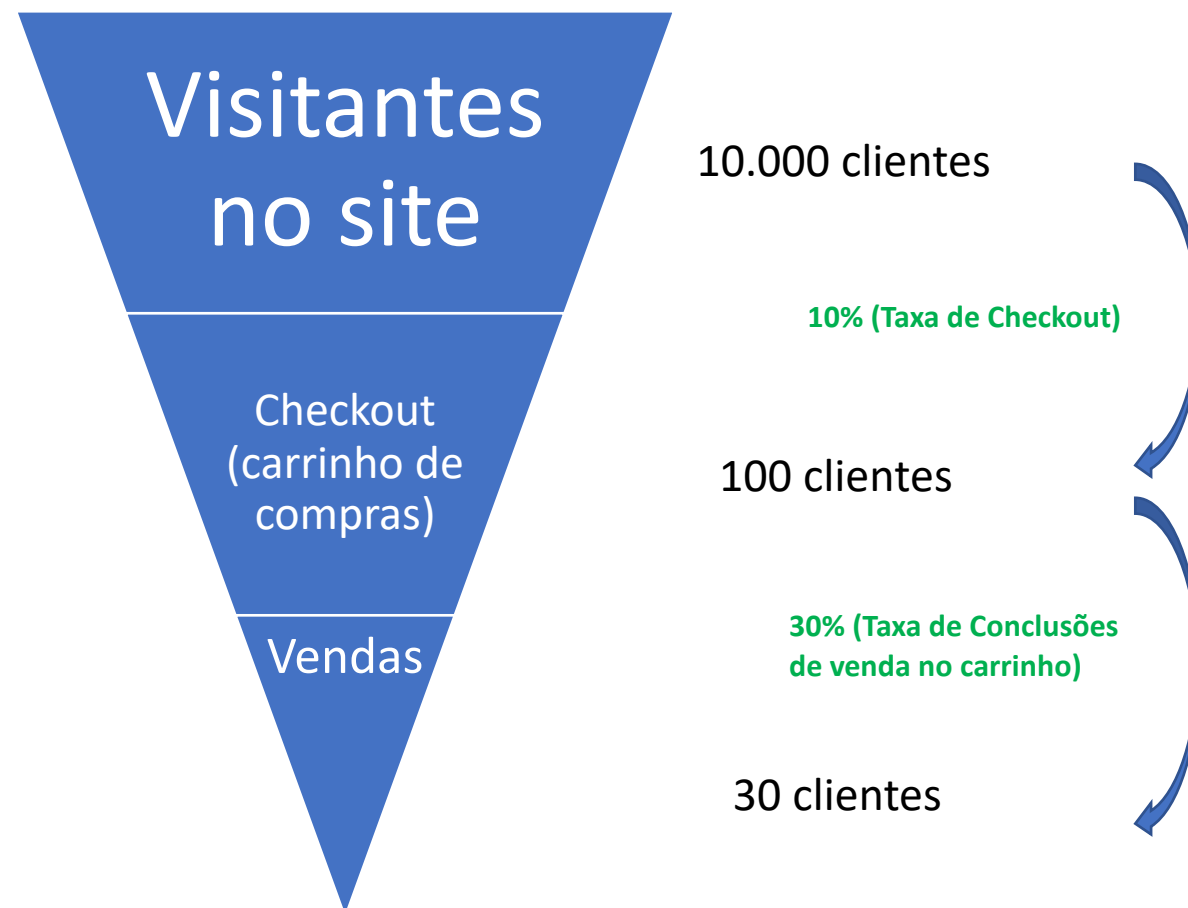 Visitantes
no site
10.000 clientes
10% (Taxa de Checkout)
Checkout
(carrinho de
compras)
100 clientes
30% (Taxa de Conclusões
de venda no carrinho)
Vendas
30 clientes